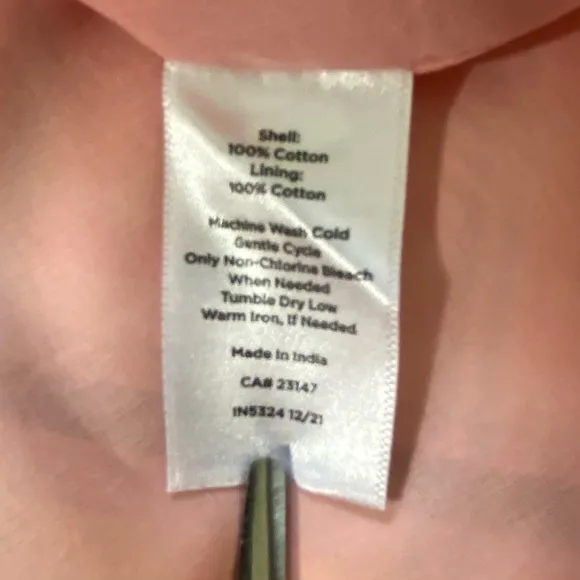 Shell:
100% Cotton
Lining:
100% Cotton
Machine Wash Cold
Gentle Cycle
Only Non-Chlorine Bleach
When Needed
Tumble Dry Low
Warm Iron, If Needed
Made In India
CA# 23147
IN5324 12/21